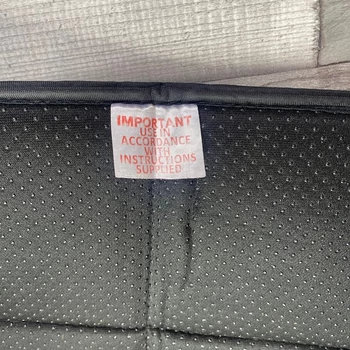 IMPORTANT
USE IN
ACCORDANCE
WITH
INSTRUCTIONS
SUPPLIED